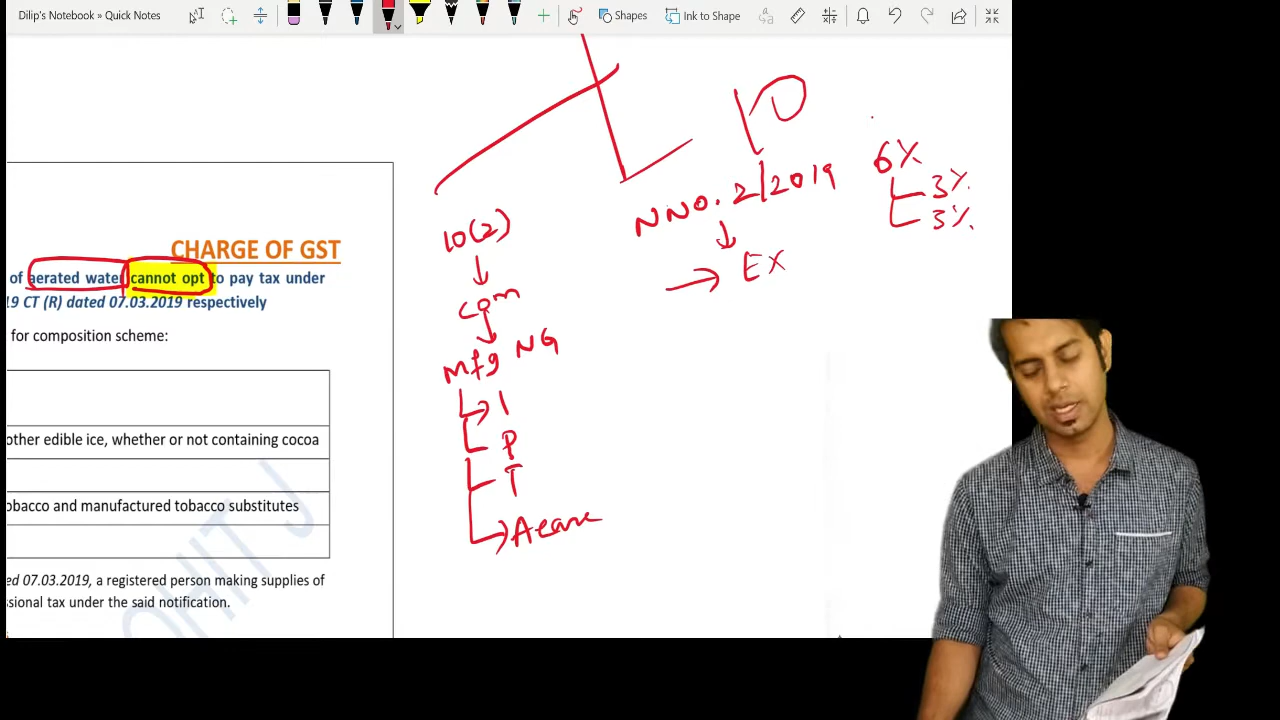 Dilip's Notebook » Quick Notes
Shapes
Ink to Shape
10
6%
3%
3%
N NO. 2/2019
EX
10(2)
com
Mfg NG
I
P
T
CHARGE OF GST
of aerated water cannot opt to pay tax under
19 CT (R) dated 07.03.2019 respectively
for composition scheme:
other edible ice, whether or not containing cocoa
obacco and manufactured tobacco substitutes
ed 07.03.2019, a registered person making supplies of
ssional tax under the said notification.
OHIT J